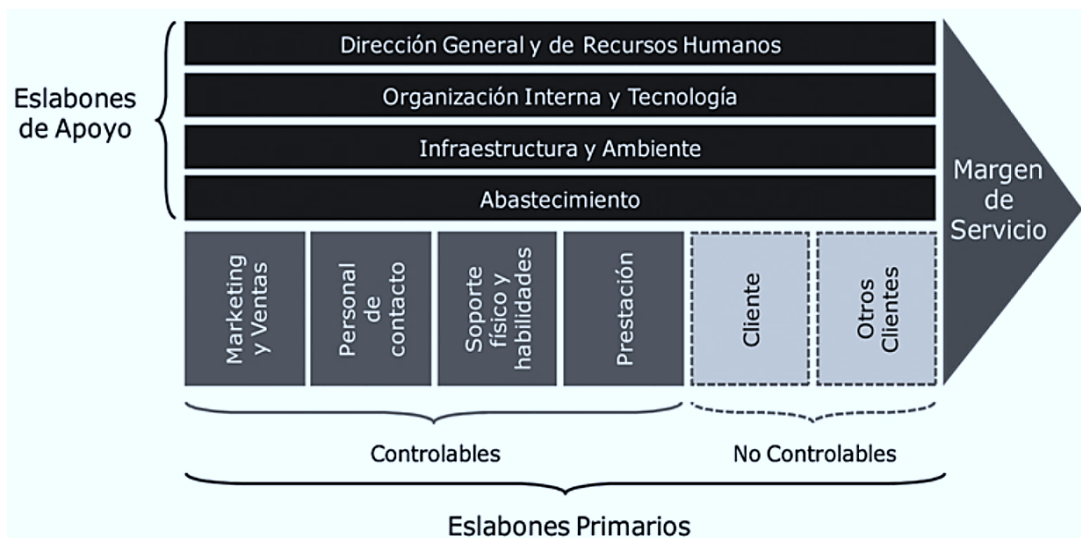 Dirección General y de Recursos Humanos
Organización Interna y Tecnología
Infraestructura y Ambiente
Abastecimiento
Eslabones
de Apoyo
Marketing
y Ventas
Personal
de
contacto
Soporte
físico y
habilidades
Prestación
Cliente
Otros
Clientes
Margen
de
Servicio
Controlables
No Controlables
Eslabones Primarios